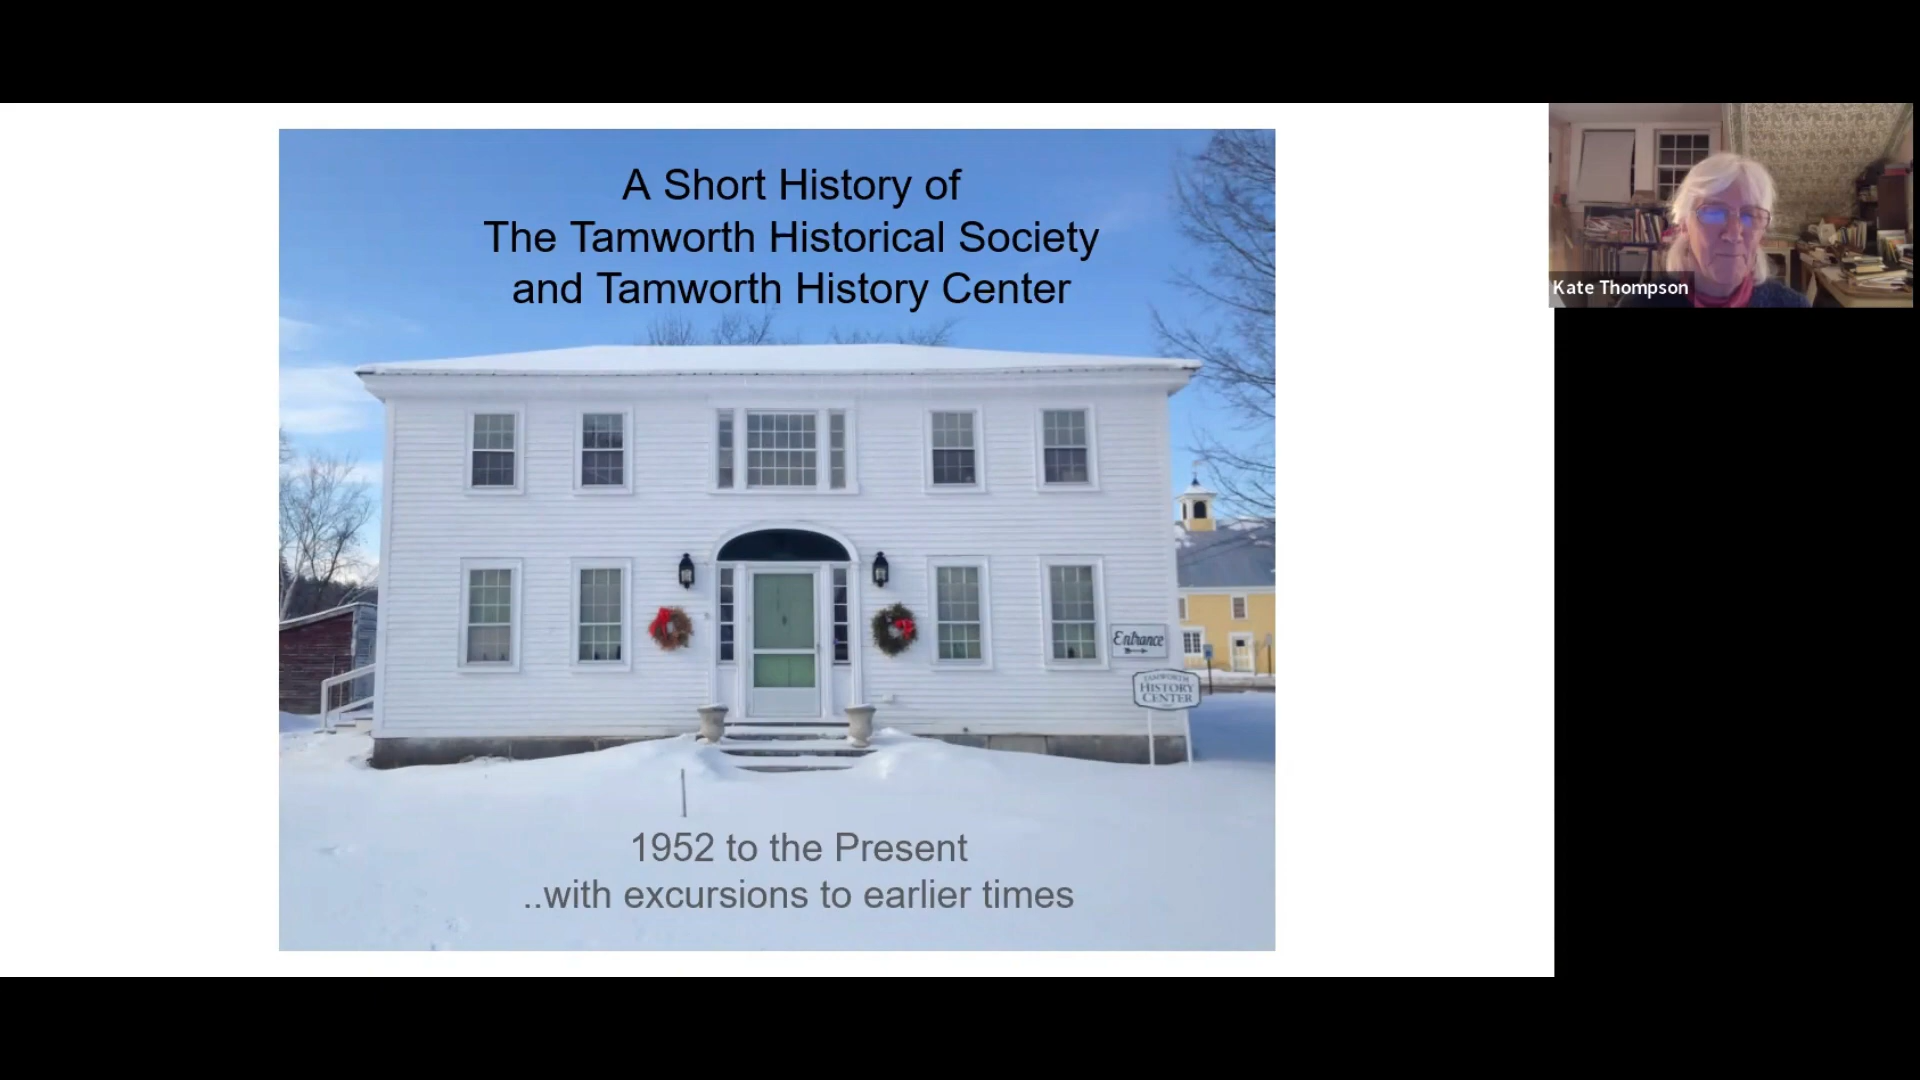 A Short History of
The Tamworth Historical Society
and Tamworth History Center
Entrance
TAMWORTH
HISTORY
CENTER
1952 to the Present
..with excursions to earlier times
Kate Thompson